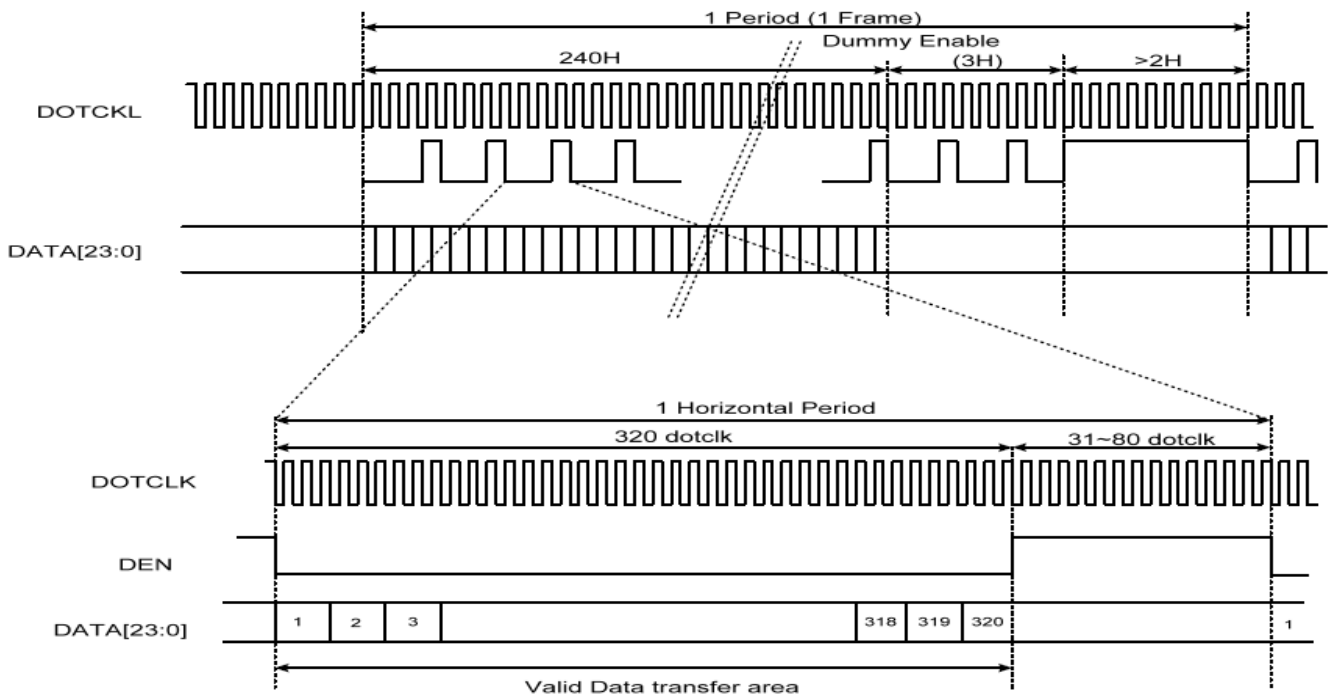 1 Period (1 Frame)
Dummy Enable
240H
(3H)
>2H
DOTCKL
DATA[23:0]
1 Horizontal Period
320 dotclk
31~80 dotclk
DOTCLK
DEN
DATA[23:0]
1
2
3
318
319
320
1
Valid Data transfer area